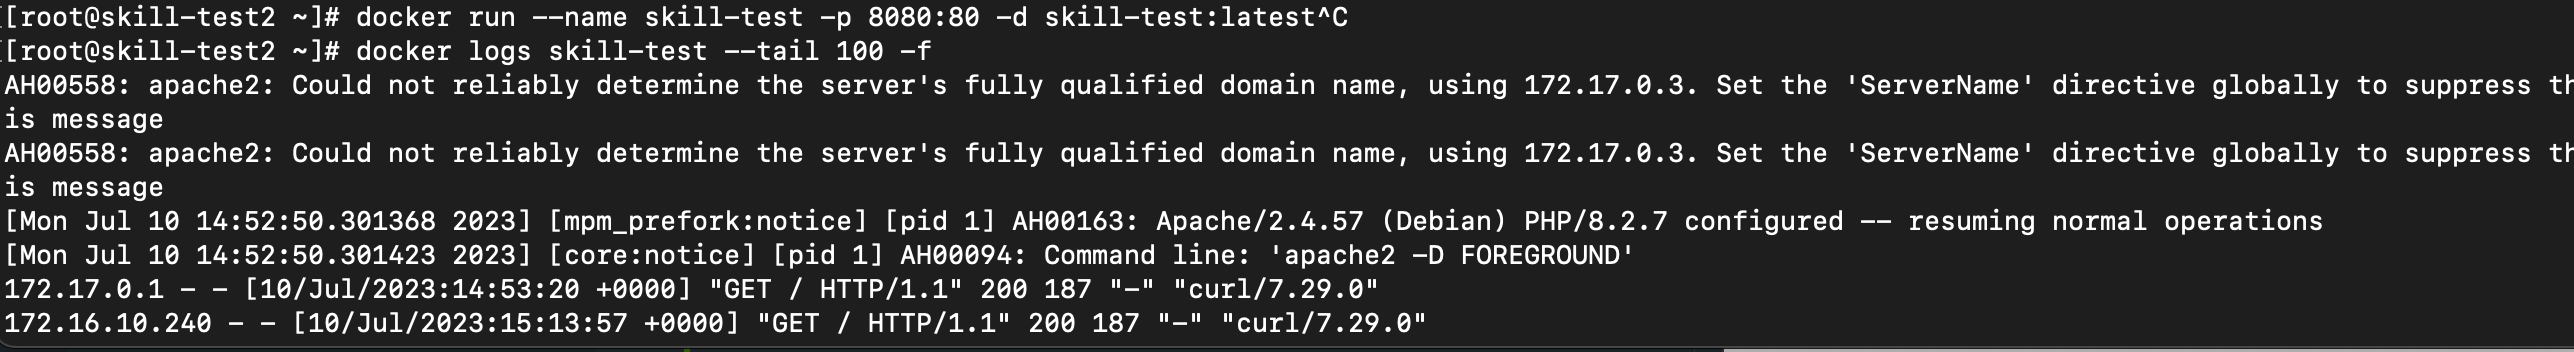 [root@skill-test2 ~]# docker run --name skill-test -p 8080:80 -d skill-test:latest^C
[root@skill-test2 ~]# docker logs skill-test --tail 100 -f
AH00558: apache2: Could not reliably determine the server's fully qualified domain name, using 172.17.0.3. Set the 'ServerName' directive globally to suppress th
is message
AH00558: apache2: Could not reliably determine the server's fully qualified domain name, using 172.17.0.3. Set the 'ServerName' directive globally to suppress th
is message
[Mon Jul 10 14:52:50.301368 2023] [mpm_prefork:notice] [pid 1] AH00163: Apache/2.4.57 (Debian) PHP/8.2.7 configured -- resuming normal operations
[Mon Jul 10 14:52:50.301423 2023] [core:notice] [pid 1] AH00094: Command line: 'apache2 -D FOREGROUND'
172.17.0.1 - - [10/Jul/2023:14:53:20 +0000] "GET / HTTP/1.1" 200 187 "-" "curl/7.29.0"
172.16.10.240 - - [10/Jul/2023:15:13:57 +0000] "GET / HTTP/1.1" 200 187 "-" "curl/7.29.0"